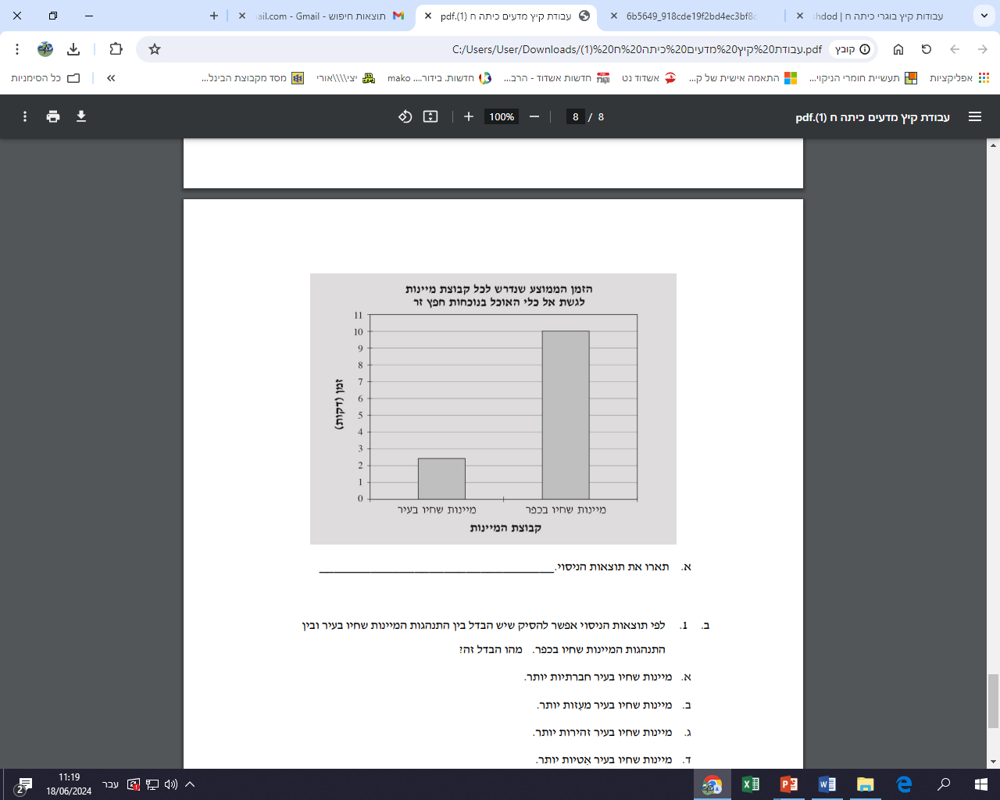 תוצאות חיפוש - ail.com - Gmail
עבודת קיץ מדעים כיתה ח (1).pdf
6b5649_918cde19f2bd4ec3bf8c
עבודות קיץ בוגרי כיתה ח | shdod
C:/Users/User/Downloads/עבודת%20קיץ%20מדעים%20כיתה%20ח%20(1).pdf
קובץ
אפליקציות
תעשיית חומרי הניקוי...
התאמה אישית של ק...
אשדוד נט
חדשות אשדוד - הרב...
חדשות. בידור.... mako
יצי\\\\אורי
מסד מקבוצת הבינל...
»
כל הסימניות
עבודת קיץ מדעים כיתה ח (1).pdf
8 / 8
100%
הזמן הממוצע שנדרש לכל קבוצת מיינות
לגשת אל כלי האוכל בנוכחות חפץ זר
11
10
9
8
7
6
5
4
3
2
1
0
זמן (דקות)
מיינות שחיו בכפר
מיינות שחיו בעיר
קבוצת המיינות
א. תארו את תוצאות הניסוי.________________________________________
ב. 1. לפי תוצאות הניסוי אפשר להסיק שיש הבדל בין התנהגות המיינות שחיו בעיר ובין
התנהגות המיינות שחיו בכפר. מהו הבדל זה?
א. מיינות שחיו בעיר חברתיות יותר.
ב. מיינות שחיו בעיר מעָזות יותר.
ג. מיינות שחיו בעיר זהירות יותר.
ד. מיינות שחיו בעיר אִטיות יותר.
2
11:19
18/06/2024
עבר